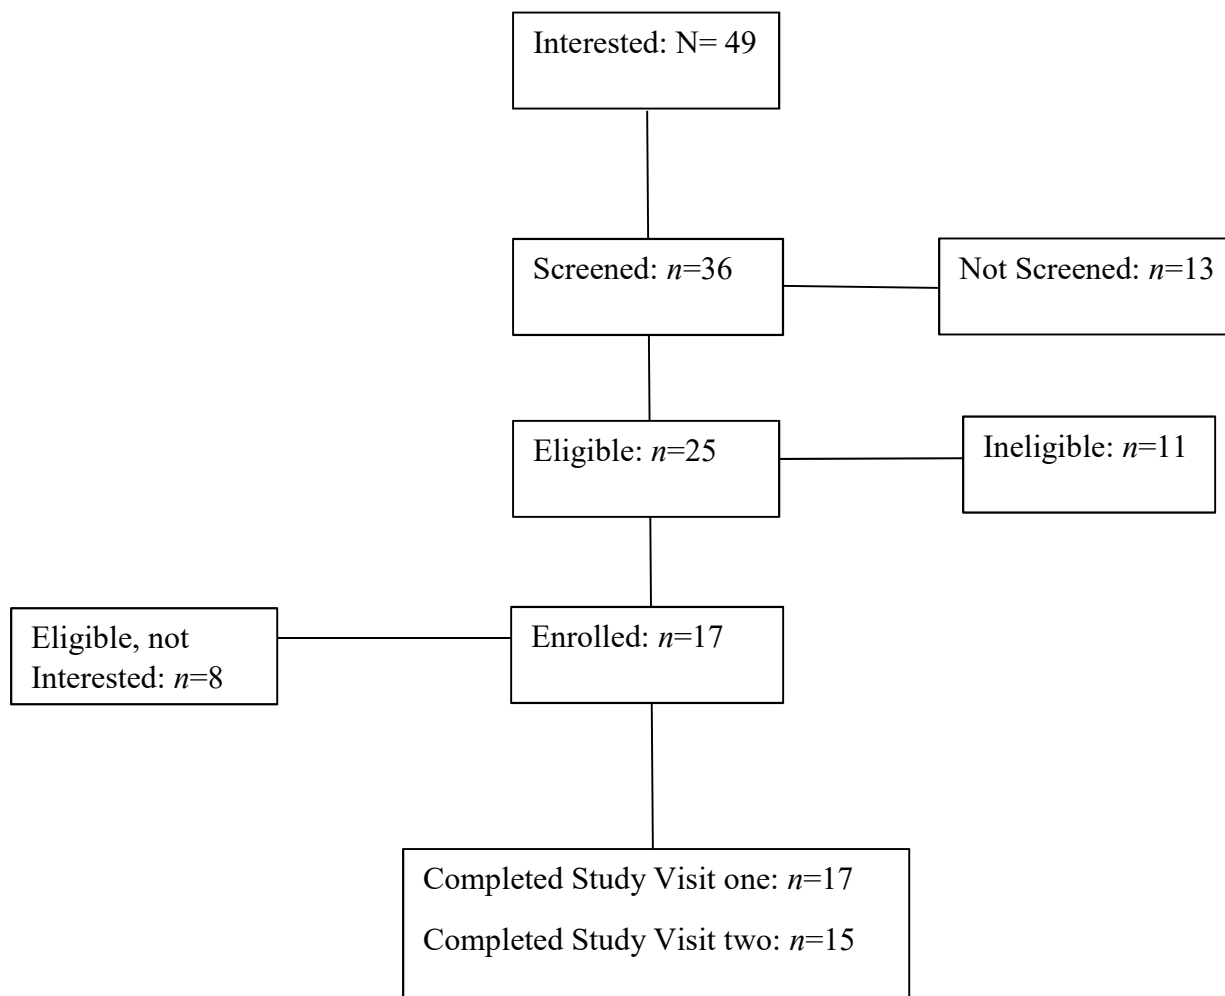 Interested: N= 49
Screened: n=36
Not Screened: n=13
Eligible: n=25
Ineligible: n=11
Eligible, not
Interested: n=8
Enrolled: n=17
Completed Study Visit one: n=17
Completed Study Visit two: n=15